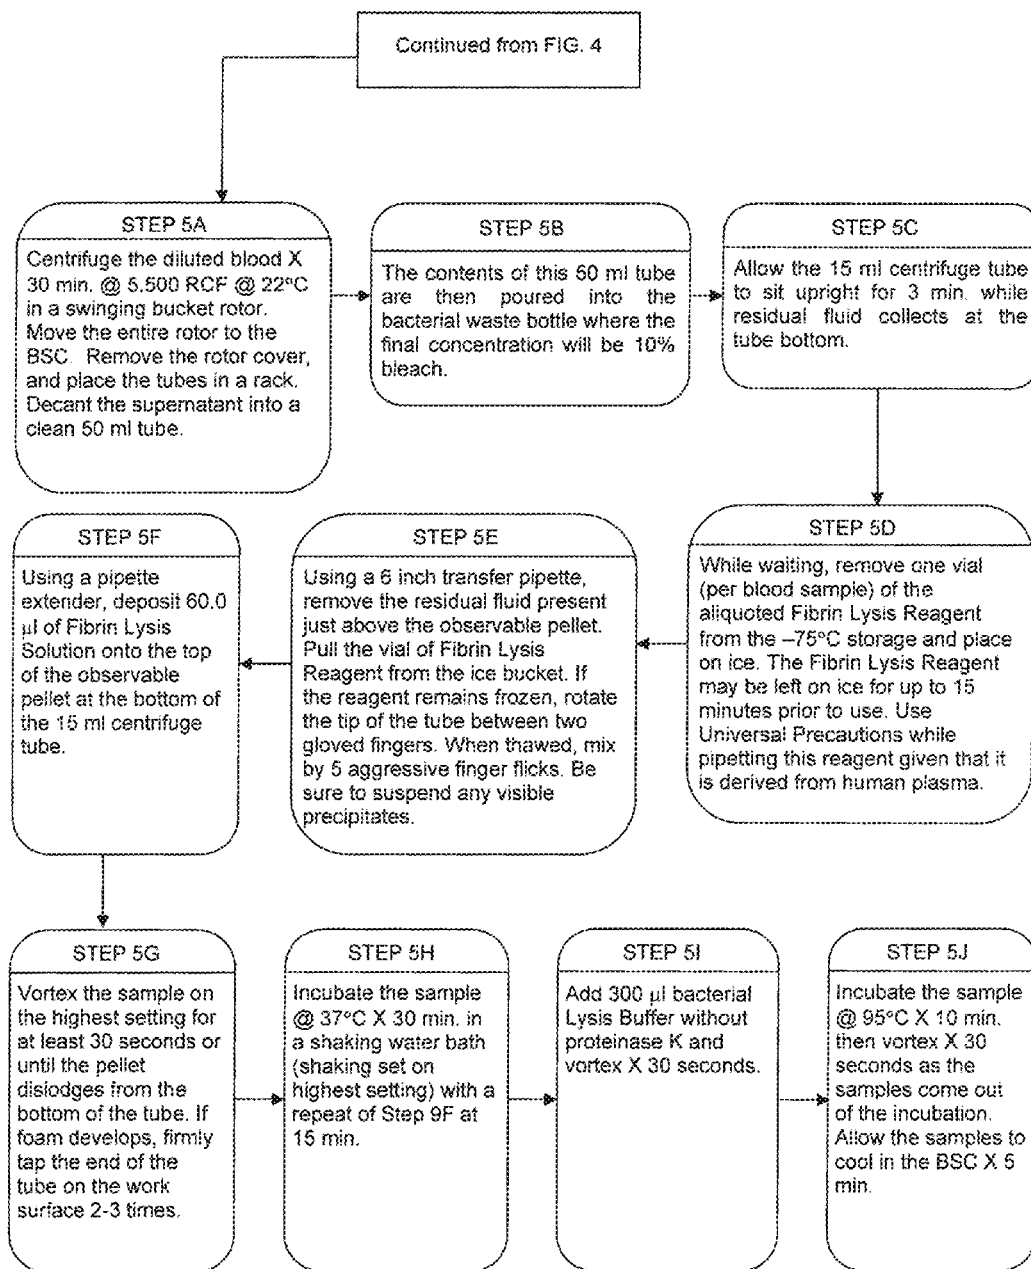 Continued from FIG. 4
STEP 5A
Centrifuge the diluted blood X
30 min. @ 5,500 RCF @ 22°C
in a swinging bucket rotor.
Move the entire rotor to the
BSC. Remove the rotor cover,
and place the tubes in a rack.
Decant the supernatant into a
clean 50 ml tube.
STEP 5B
The contents of this 50 ml tube
are then poured into the
bacterial waste bottle where the
final concentration will be 10%
bleach.
STEP 5C
Allow the 15 ml centrifuge tube
to sit upright for 3 min. while
residual fluid collects at the
tube bottom.
STEP 5D
While waiting, remove one vial
(per blood sample) of the
aliquoted Fibrin Lysis Reagent
from the –75°C storage and place
on ice. The Fibrin Lysis Reagent
may be left on ice for up to 15
minutes prior to use. Use
Universal Precautions while
pipetting this reagent given that it
is derived from human plasma.
STEP 5E
Using a 6 inch transfer pipette,
remove the residual fluid present
just above the observable pellet.
Pull the vial of Fibrin Lysis
Reagent from the ice bucket. If
the reagent remains frozen, rotate
the tip of the tube between two
gloved fingers. When thawed, mix
by 5 aggressive finger flicks. Be
sure to suspend any visible
precipitates.
STEP 5F
Using a pipette
extender, deposit 60.0
µl of Fibrin Lysis
Solution onto the top
of the observable
pellet at the bottom of
the 15 ml centrifuge
tube.
STEP 5G
Vortex the sample on
the highest setting for
at least 30 seconds or
until the pellet
dislodges from the
bottom of the tube. If
foam develops, firmly
tap the end of the
tube on the work
surface 2-3 times.
STEP 5H
Incubate the sample
@ 37°C X 30 min. in
a shaking water bath
(shaking set on
highest setting) with a
repeat of Step 9F at
15 min.
STEP 5I
Add 300 µl bacterial
Lysis Buffer without
proteinase K and
vortex X 30 seconds.
STEP 5J
Incubate the sample
@ 95°C X 10 min.
then vortex X 30
seconds as the
samples come out
of the incubation.
Allow the samples to
cool in the BSC X 5
min.